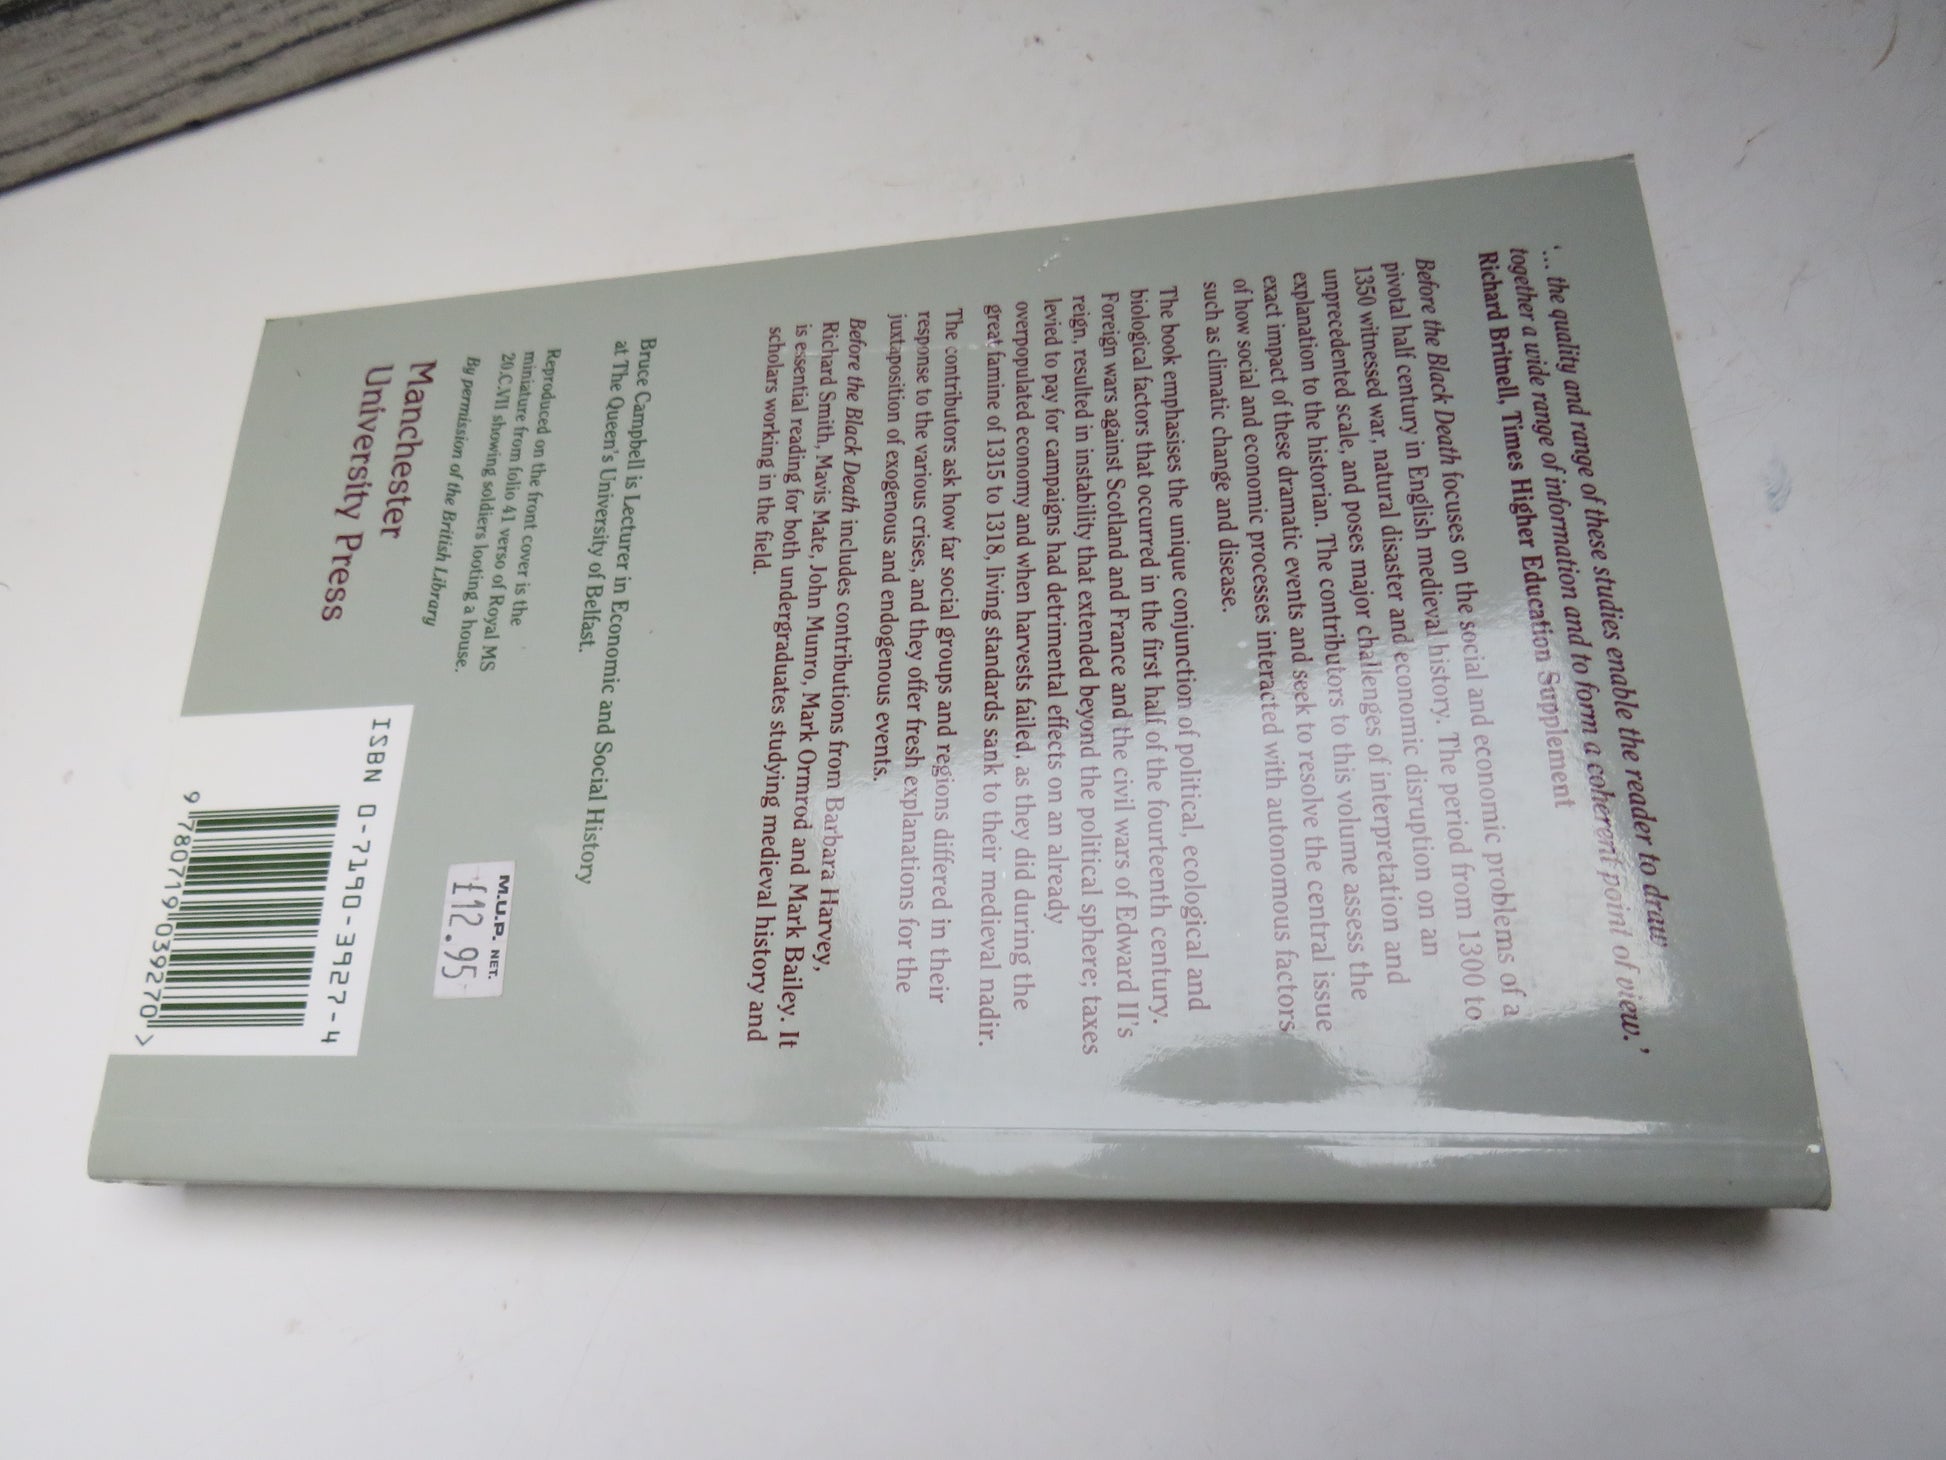 ‘... the quality and range of these studies enable the reader to draw
together a wide range of information and to form a coherent point of view.’
Richard Britnell, Times Higher Education Supplement
Before the Black Death focuses on the social and economic problems of a
pivotal half century in English medieval history. The period from 1300 to
1350 witnessed war, natural disaster and economic disruption on an
unprecedented scale, and poses major challenges of interpretation and
explanation to the historian. The contributors to this volume assess the
exact impact of these dramatic events and seek to resolve the central issue
of how social and economic processes interacted with autonomous factors
such as climatic change and disease.
The book emphasises the unique conjunction of political, ecological and
biological factors that occurred in the first half of the fourteenth century.
Foreign wars against Scotland and France and the civil wars of Edward II's
reign, resulted in instability that extended beyond the political sphere; taxes
levied to pay for campaigns had detrimental effects on an already
overpopulated economy and when harvests failed, as they did during the
great famine of 1315 to 1318, living standards sank to their medieval nadir.
The contributors ask how far social groups and regions differed in their
response to the various crises, and they offer fresh explanations for the
juxtaposition of exogenous and endogenous events.
Before the Black Death includes contributions from Barbara Harvey,
Richard Smith, Mavis Mate, John Munro, Mark Ormrod and Mark Bailey. It
is essential reading for both undergraduates studying medieval history and
scholars working in the field.
Bruce Campbell is Lecturer in Economic and Social History
at The Queen's University of Belfast.
Reproduced on the front cover is the
miniature from folio 41 verso of Royal MS
20.C.VII showing soldiers looting a house.
By permission of the British Library
Manchester
University Press
M.U.P. NET.
£12.95
ISBN 0-7190-3927-4
9 780719 039270 >